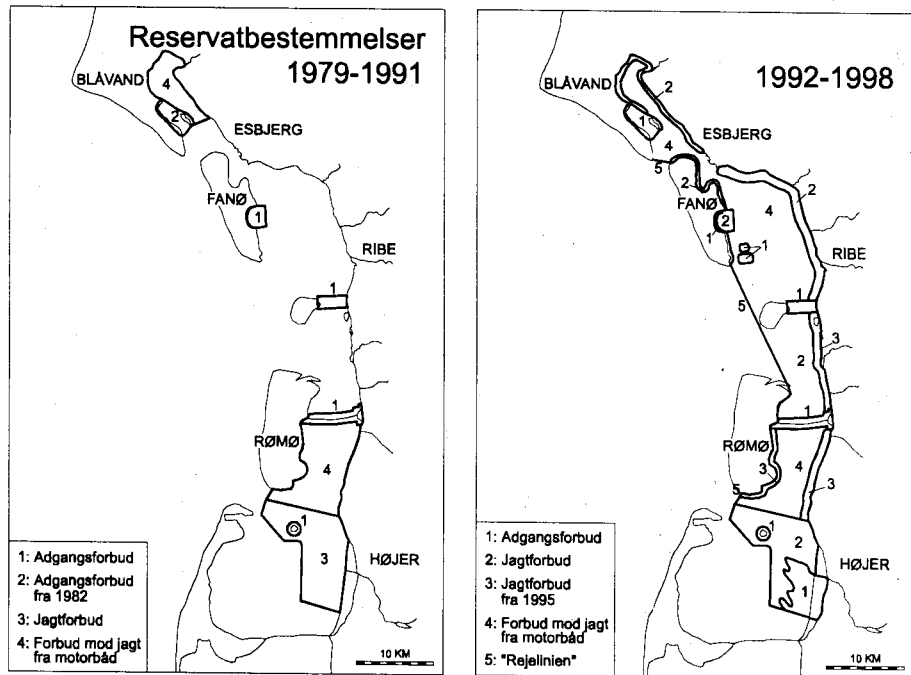 Reservatbestemmelser
1979-1991
BLÅVAND
4
2
ESBJERG
FANØ
1
RIBE
1
1
RØMØ
4
1
3
HØJER
1: Adgangsforbud
2: Adgangsforbud
fra 1982
3: Jagtforbud
4: Forbud mod jagt
fra motorbåd
10 KM
1992-1998
BLÅVAND
2
1
ESBJERG
4
5
2
2
FANØ
4
2
1
1
RIBE
1
5
3
2
1
RØMØ
3
4
3
5
1
2
HØJER
1
1: Adgangsforbud
2: Jagtforbud
3: Jagtforbud
fra 1995
4: Forbud mod jagt
fra motorbåd
5: "Rejelinien"
10 KM